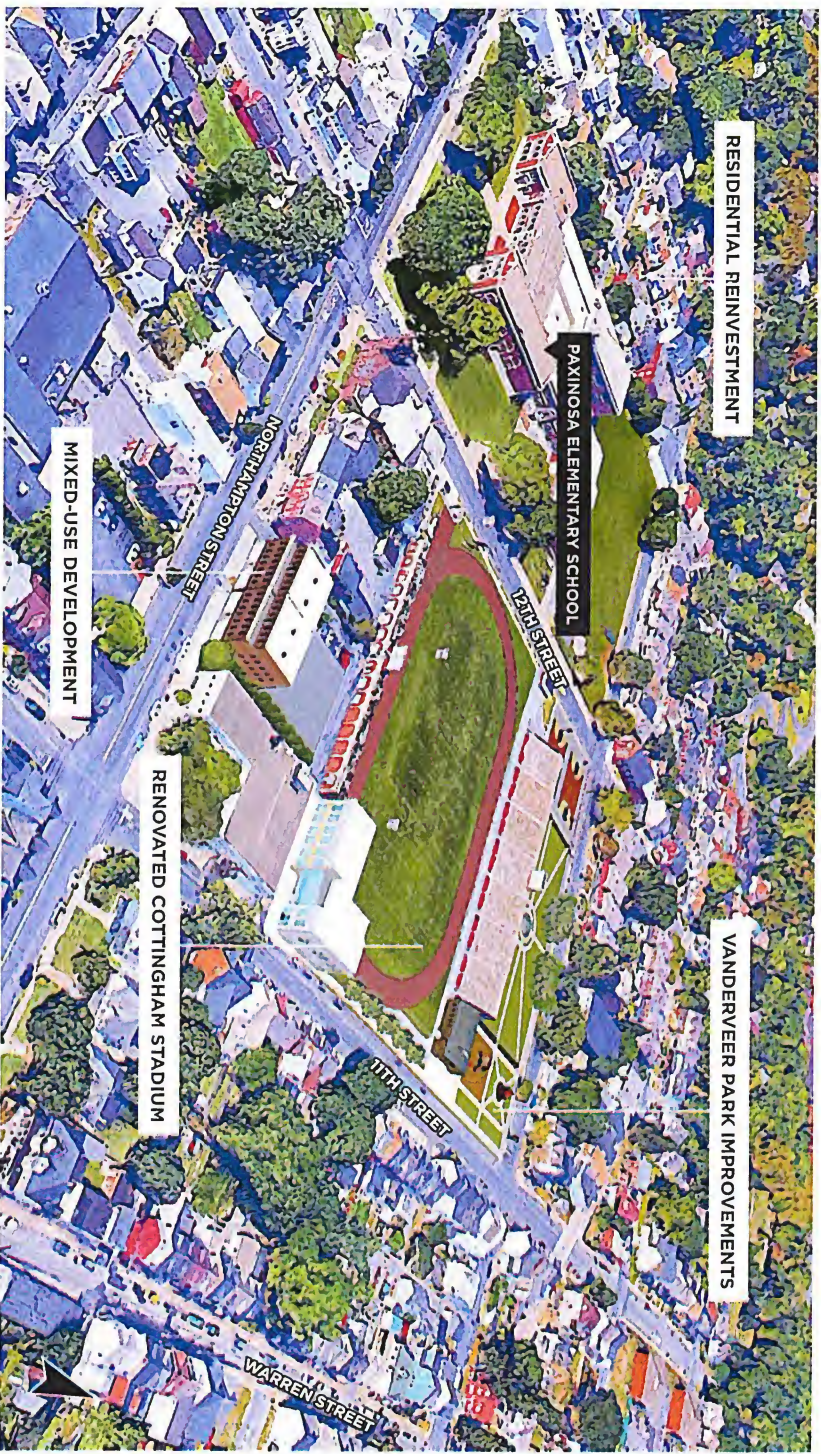 RESIDENTIAL REINVESTMENT
VANDERVEER PARK IMPROVEMENTS
PAXINOSA ELEMENTARY SCHOOL
12TH STREET
11TH STREET
NORTHAMPTON STREET
WARREN STREET
MIXED-USE DEVELOPMENT
RENOVATED COTTINGHAM STADIUM